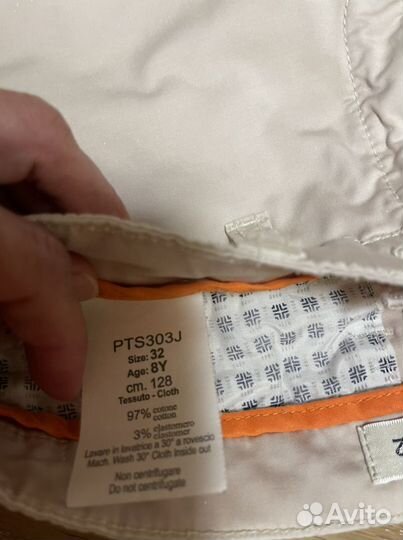 PTS303J
Size: 32
Age: 8Y
cm. 128
Tessuto - Cloth
97% cotone
cotton
3% elastomero
elastomer
Lavare in lavatrice a 30° a rovescio
Mach. Wash 30° Cloth inside out
Non centrifugare
Do not centrifugate
Avito